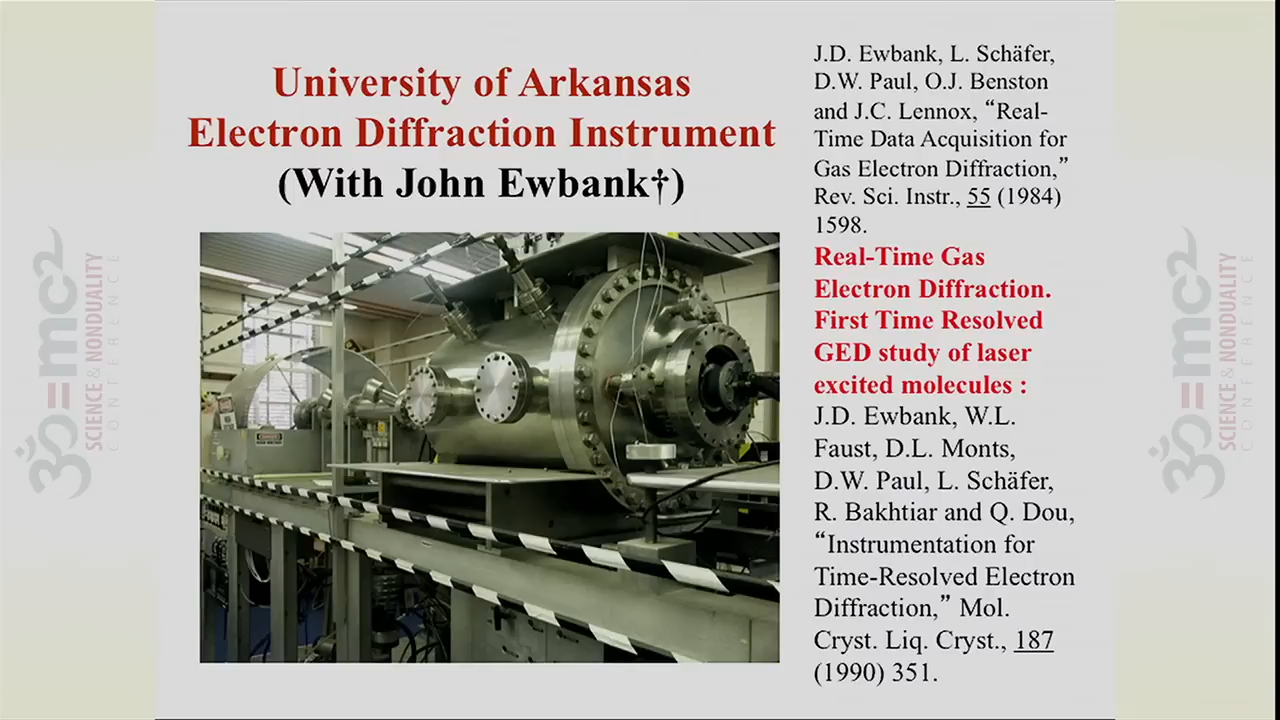 University of Arkansas
Electron Diffraction Instrument
(With John Ewbank†)
J.D. Ewbank, L. Schäfer,
D.W. Paul, O.J. Benston
and J.C. Lennox, “Real-
Time Data Acquisition for
Gas Electron Diffraction,”
Rev. Sci. Instr., 55 (1984)
1598.
Real-Time Gas
Electron Diffraction.
First Time Resolved
GED study of laser
excited molecules :
J.D. Ewbank, W.L.
Faust, D.L. Monts,
D.W. Paul, L. Schäfer,
R. Bakhtiar and Q. Dou,
“Instrumentation for
Time-Resolved Electron
Diffraction,” Mol.
Cryst. Liq. Cryst., 187
(1990) 351.
ॐ=mc2
SCIENCE & NONDUALITY
CONFERENCE
ॐ=mc2
SCIENCE & NONDUALITY
CONFERENCE